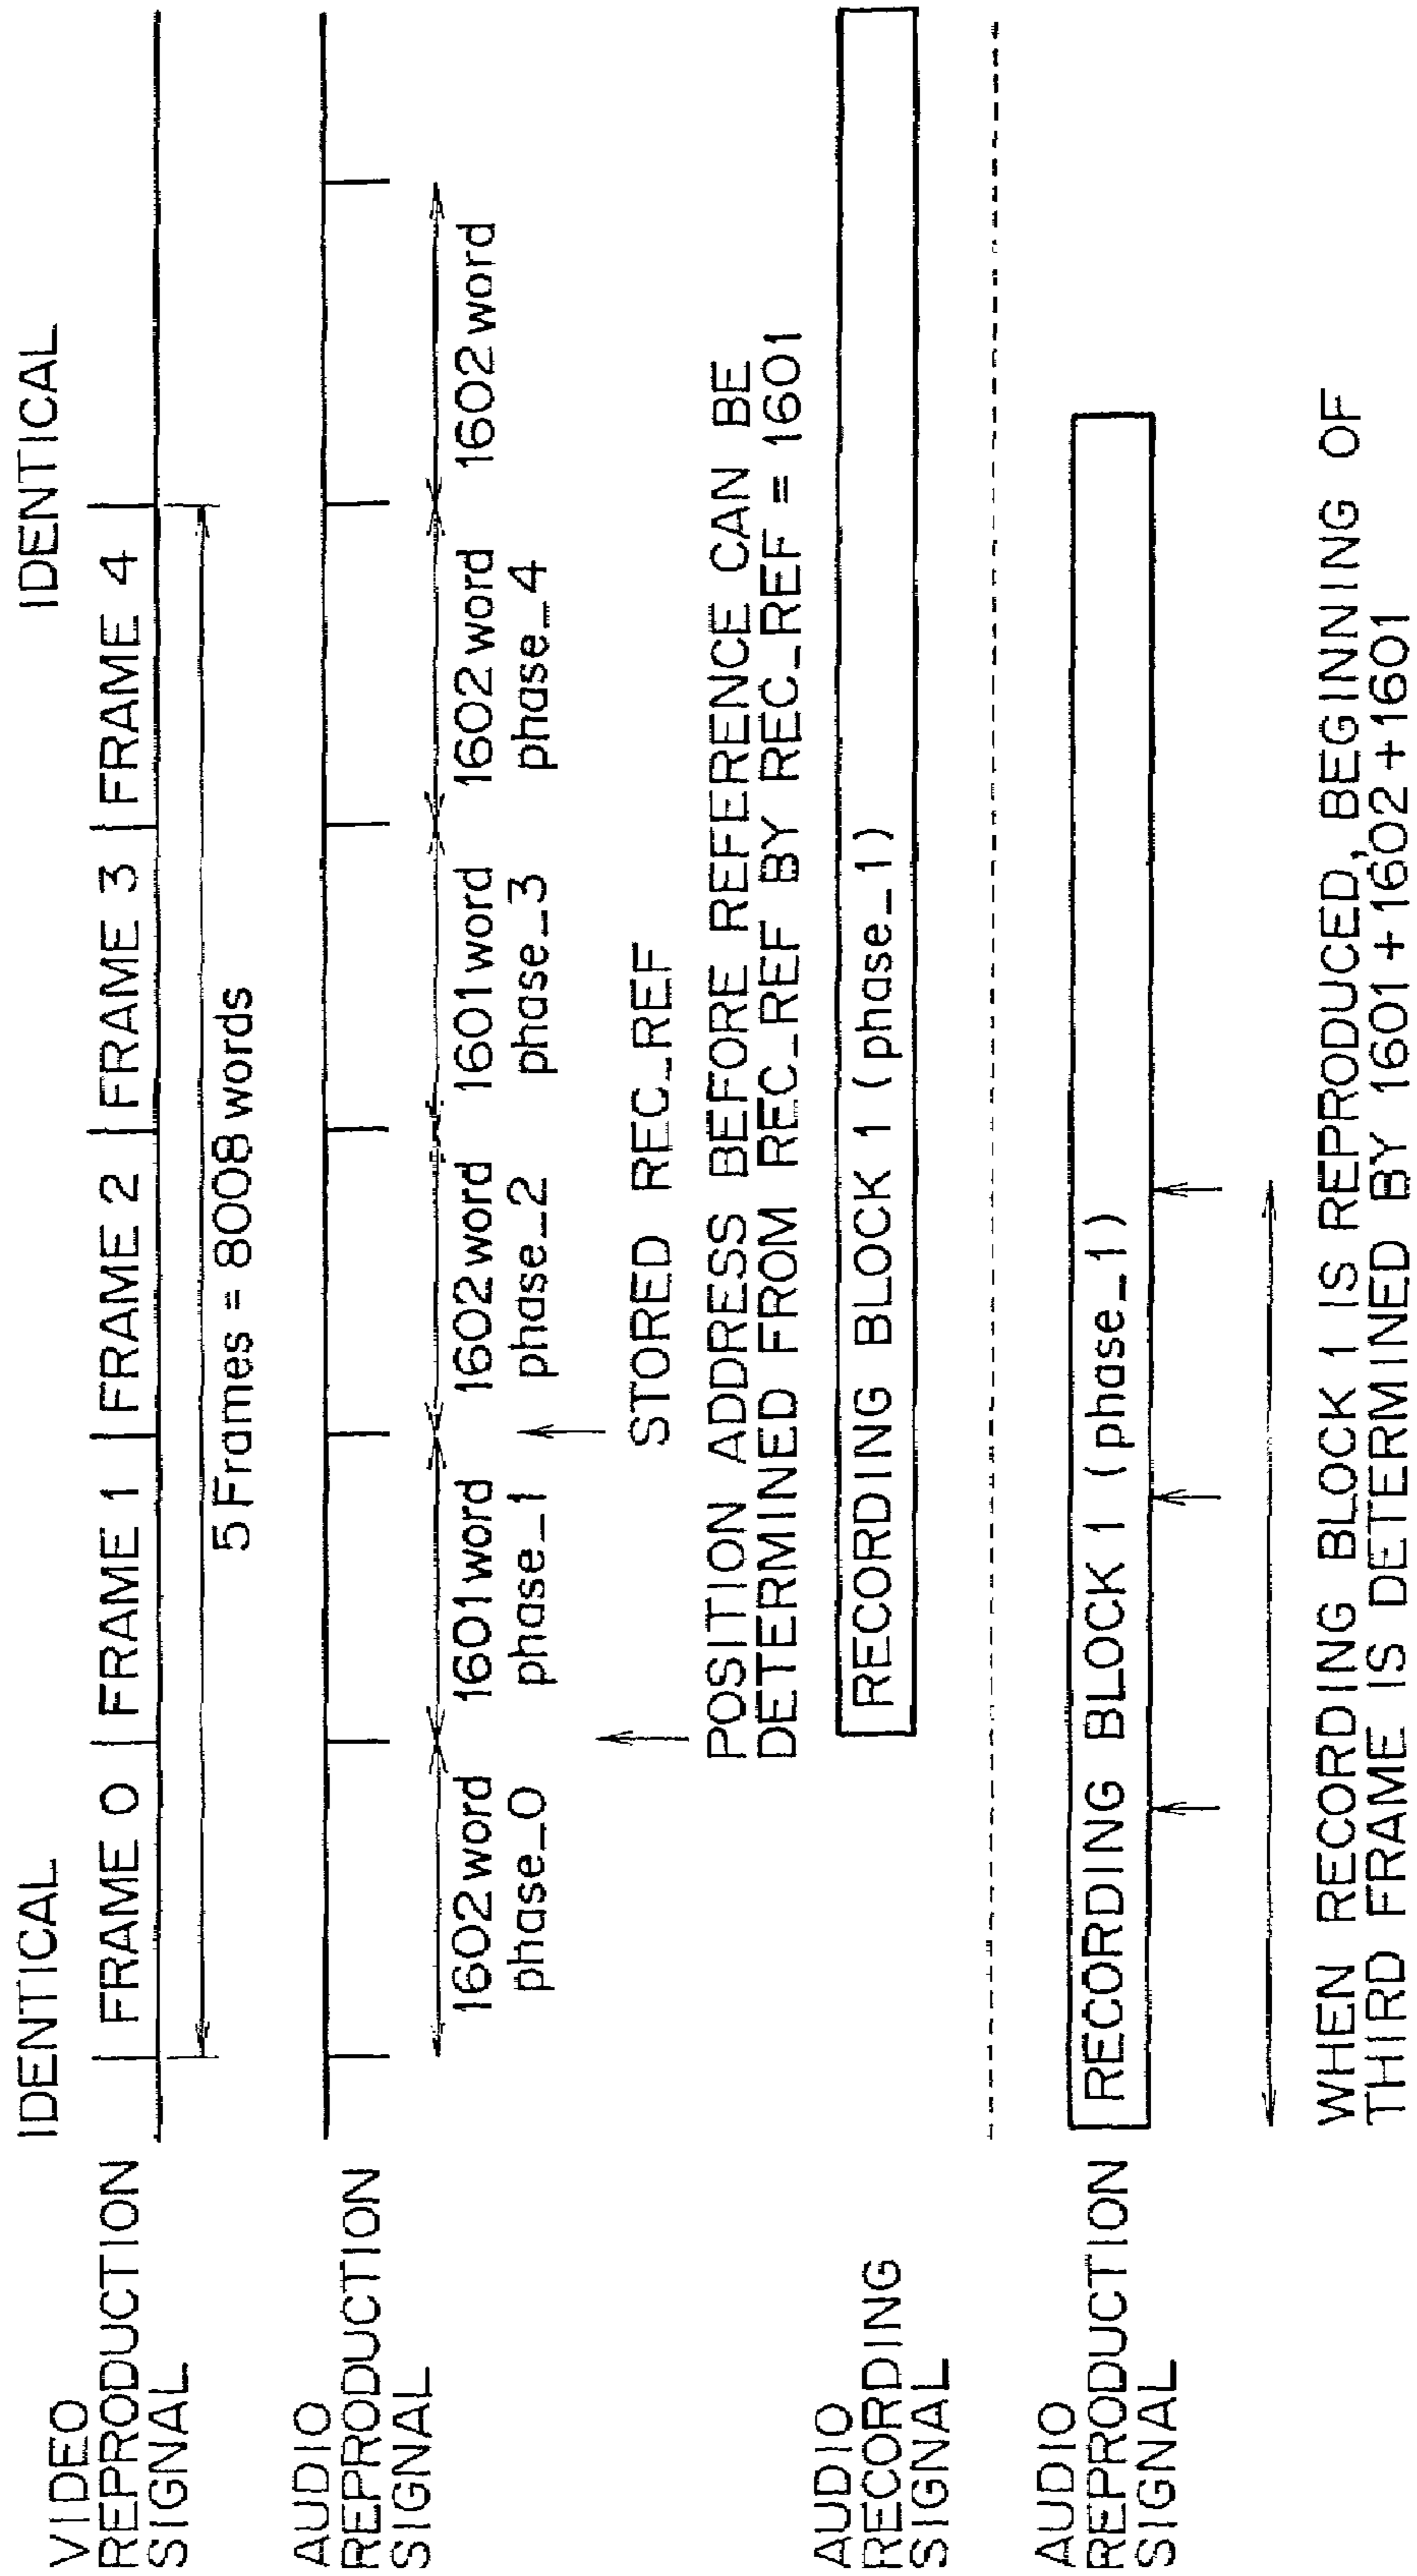 IDENTICAL
IDENTICAL
VIDEO
REPRODUCTION
SIGNAL
FRAME 0 FRAME 1 FRAME 2 FRAME 3 FRAME 4
5 Frames = 8008 words
AUDIO
REPRODUCTION
SIGNAL
1602 word 1601 word 1602 word 1601 word 1602 word 1602 word
phase_0 phase_1 phase_2 phase_3 phase_4
STORED REC_REF
POSITION ADDRESS BEFORE REFERENCE CAN BE
DETERMINED FROM REC_REF BY REC_REF = 1601
AUDIO
RECORDING
SIGNAL
RECORDING BLOCK 1 (phase_1)
AUDIO
REPRODUCTION
SIGNAL
RECORDING BLOCK 1 (phase_1)
WHEN RECORDING BLOCK 1 IS REPRODUCED, BEGINNING OF
THIRD FRAME IS DETERMINED BY 1601 + 1602 + 1601